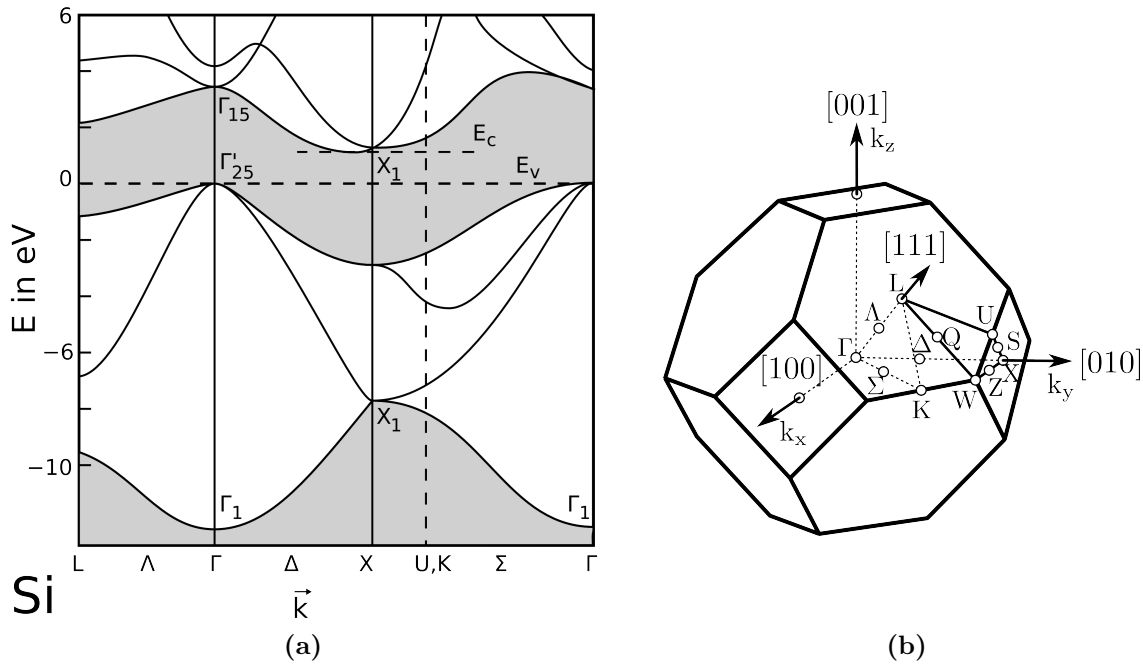 6
0
−6
−10
E in eV
Γ15
Γ'25
Ec
X1
Ev
X1
Γ1
Γ1
L Λ Γ Δ X U,K Σ Γ
k
Si
(a)
[001]
kz
[111]
L
Λ
U
Q
S
Γ
Δ
X
[100]
Σ
Z
ky
[010]
K
W
kx
(b)